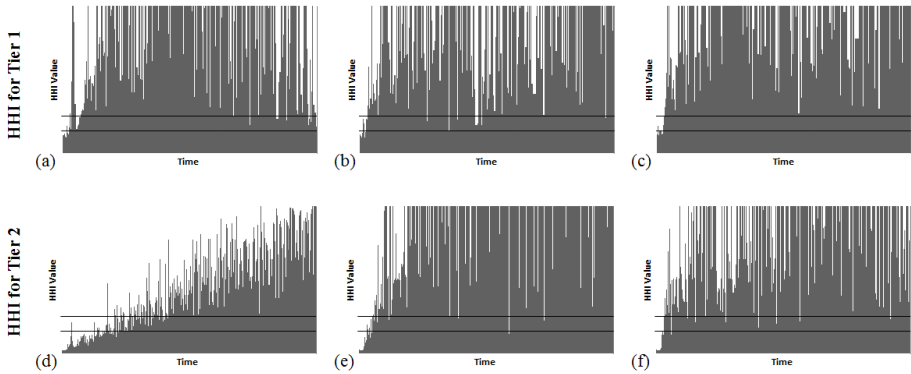 HHI for Tier 1
HHI Value
(a)
Time
HHI Value
(b)
Time
HHI Value
(c)
Time
HHI for Tier 2
HHI Value
(d)
Time
HHI Value
(e)
Time
HHI Value
(f)
Time